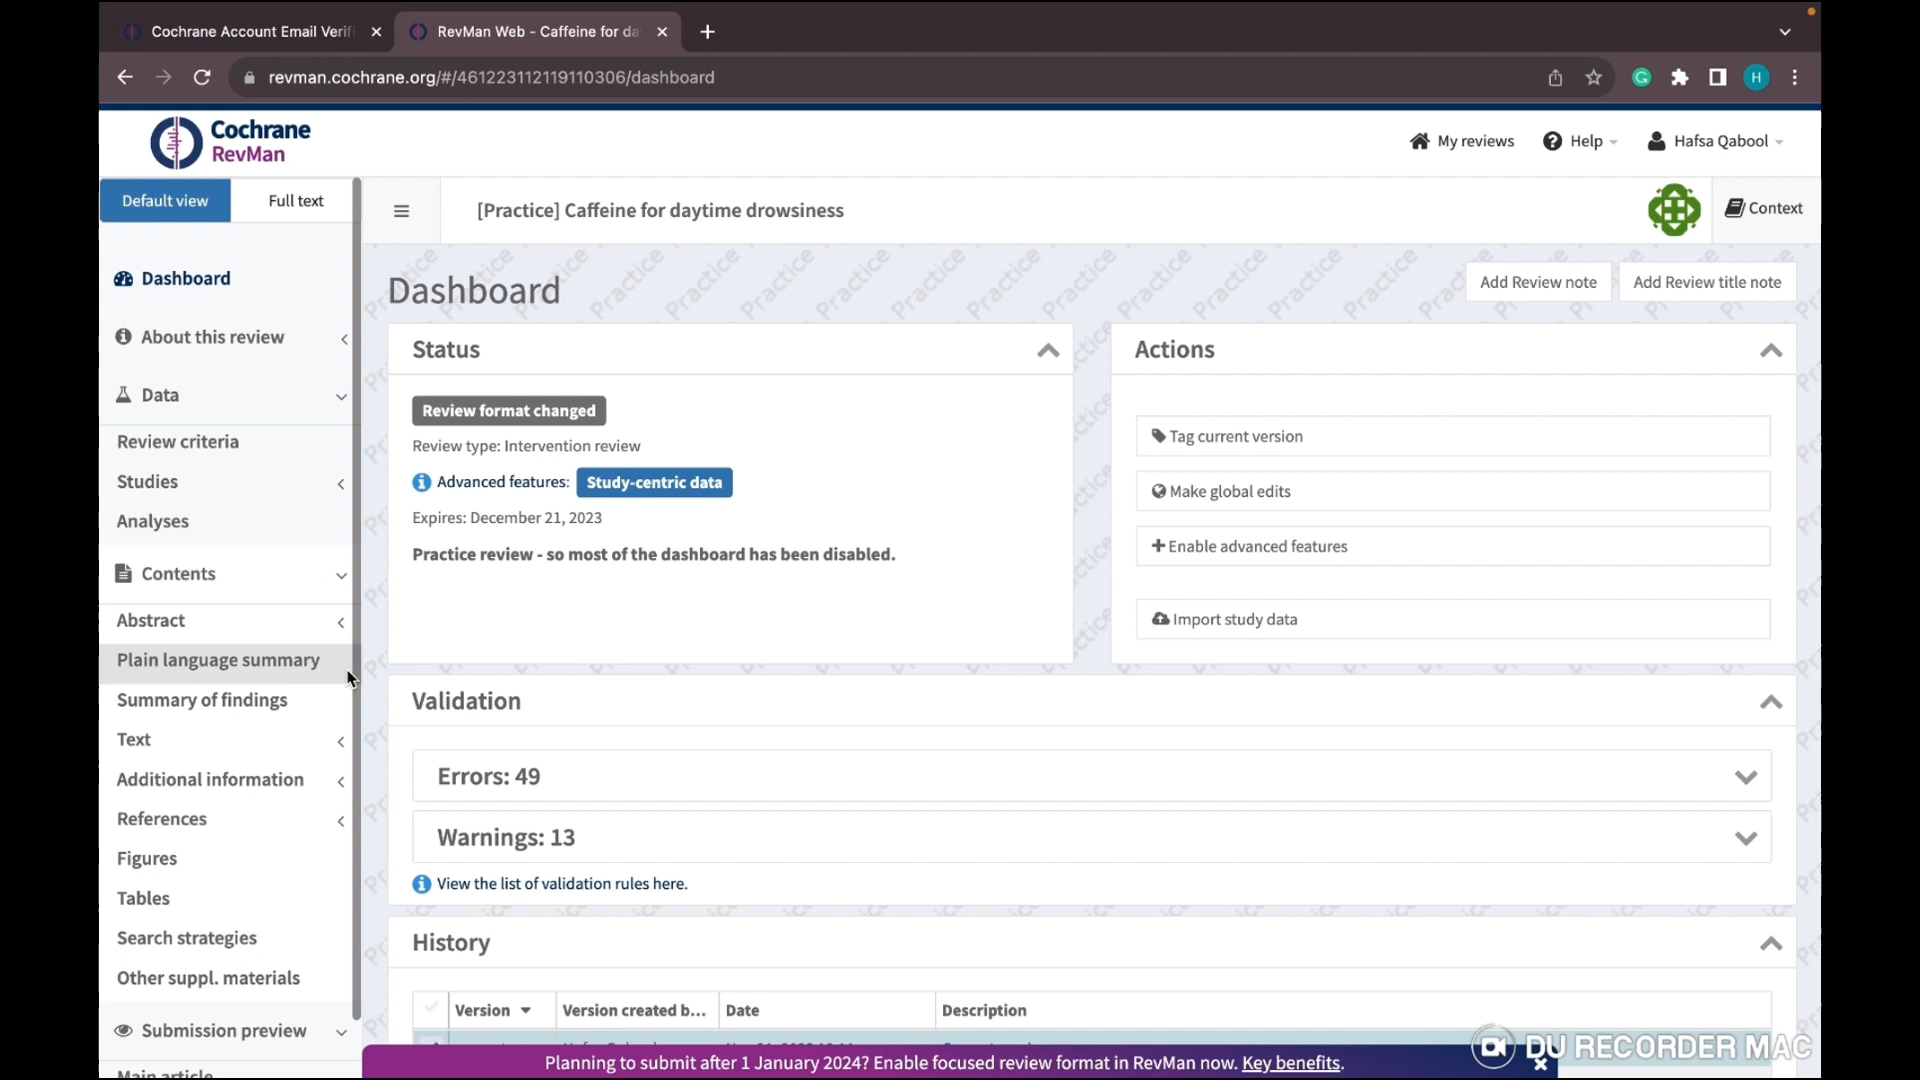 Cochrane Account Email Verifi
RevMan Web - Caffeine for da
revman.cochrane.org/#/461223112119110306/dashboard
H
Cochrane
RevMan
My reviews
Help
Hafsa Qabool
Default view
Full text
[Practice] Caffeine for daytime drowsiness
Context
Dashboard
About this review
Data
Review criteria
Studies
Analyses
Contents
Abstract
Plain language summary
Summary of findings
Text
Additional information
References
Figures
Tables
Search strategies
Other suppl. materials
Submission preview
Main article
Dashboard
Add Review note
Add Review title note
Status
Review format changed
Review type: Intervention review
Advanced features: Study-centric data
Expires: December 21, 2023
Practice review - so most of the dashboard has been disabled.
Actions
Tag current version
Make global edits
Enable advanced features
Import study data
Validation
Errors: 49
Warnings: 13
View the list of validation rules here.
History
Version
Version created b...
Date
Description
Planning to submit after 1 January 2024? Enable focused review format in RevMan now. Key benefits.
DU RECORDER MAC
Practice